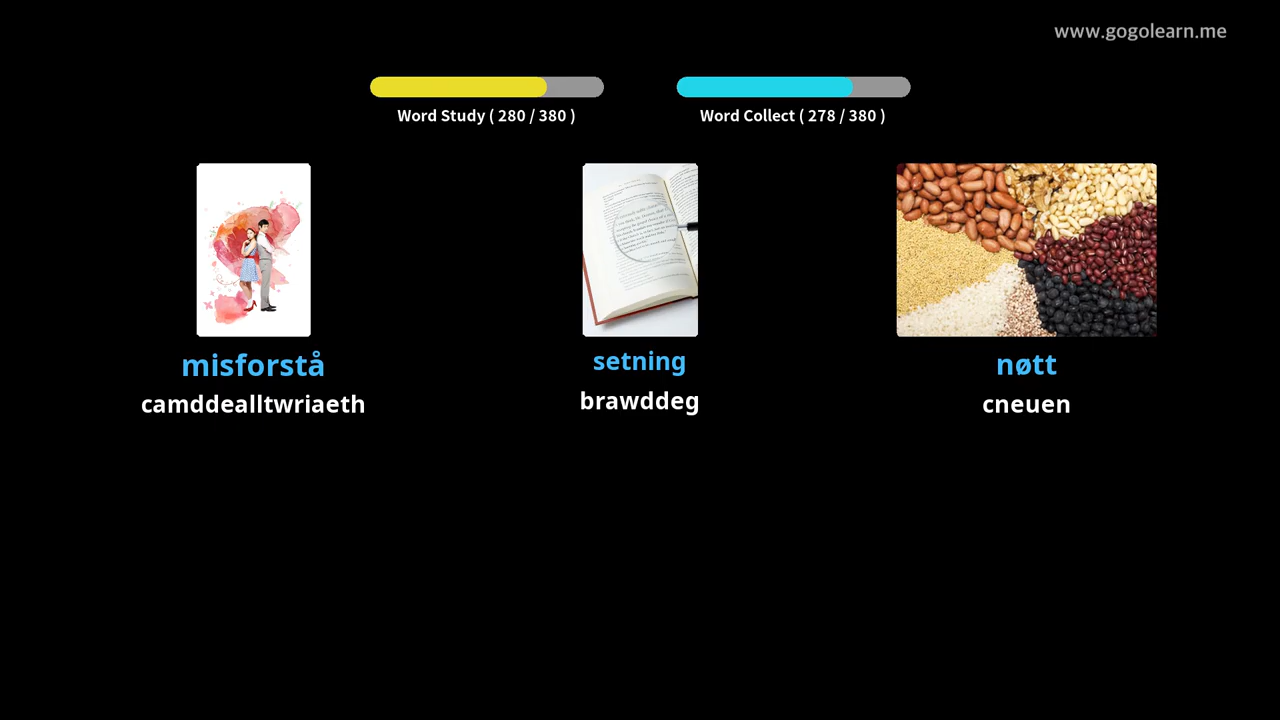 www.gogolearn.me
Word Study ( 280 / 380 )
Word Collect ( 278 / 380 )
misforstå
setning
nøtt
camddealltwriaeth
brawddeg
cneuen